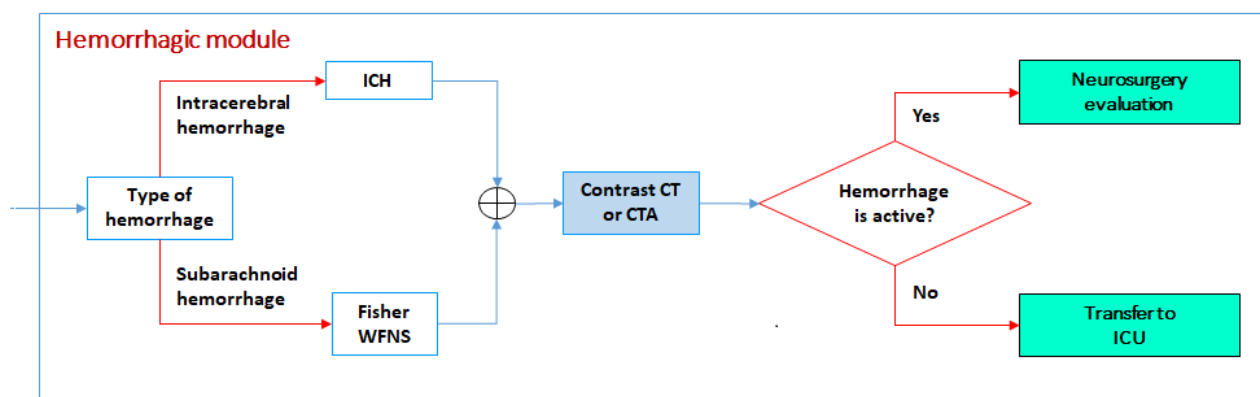 Hemorrhagic module
ICH
Intracerebral
hemorrhage
Type of
hemorrhage
Subarachnoid
hemorrhage
Fisher
WFNS
Contrast CT
or CTA
Hemorrhage
is active?
Yes
Neurosurgery
evaluation
No
Transfer to
ICU